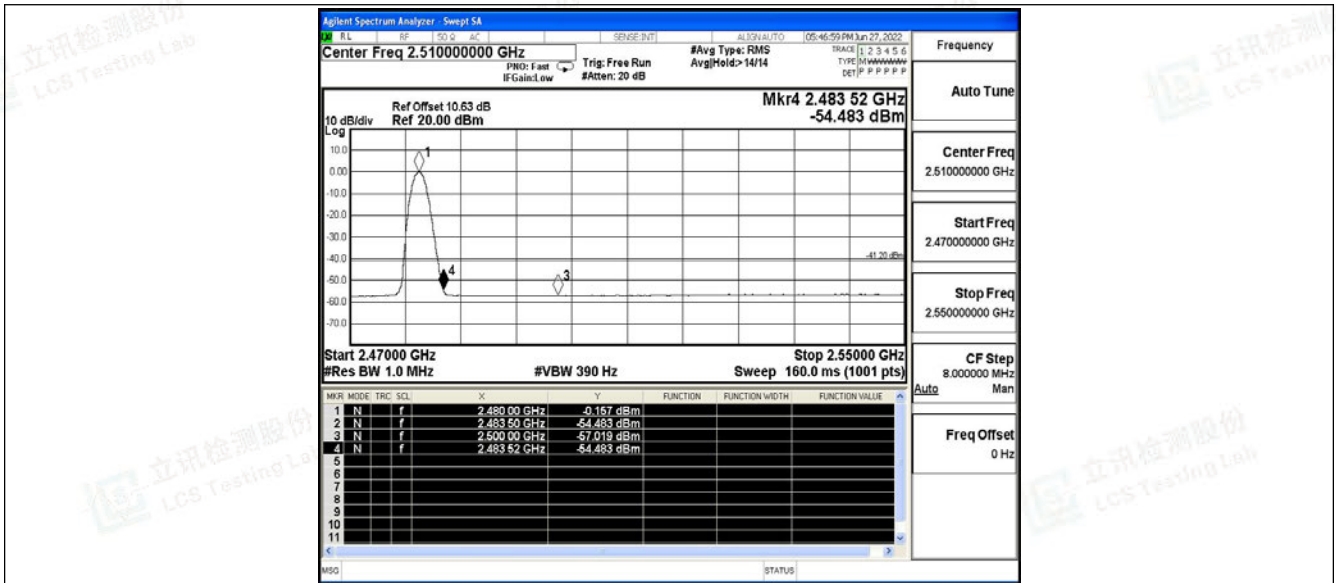 Agilent Spectrum Analyzer - Swept SA
RL RF 50 Ω AC SENSE:INT ALIGN AUTO 05:46:59 PM Jun 27, 2022
Center Freq 2.510000000 GHz
PNO: Fast
IFGain:Low
Trig: Free Run
#Atten: 20 dB
#Avg Type: RMS
Avg|Hold:> 14/14
TRACE 1 2 3 4 5 6
TYPE M WWWWW
DET P P P P P P
Mkr4 2.483 52 GHz
-54.483 dBm
Ref Offset 10.63 dB
10 dB/div Ref 20.00 dBm
Log
10.0
0.00
-10.0
-20.0
-30.0
-40.0
-50.0
-60.0
-70.0
1
4
3
-41.20 dBm
Start 2.47000 GHz Stop 2.55000 GHz
#Res BW 1.0 MHz #VBW 390 Hz Sweep 160.0 ms (1001 pts)
MKR MODE TRC SCL X Y FUNCTION FUNCTION WIDTH FUNCTION VALUE
1 N f 2.480 00 GHz -0.157 dBm
2 N f 2.483 50 GHz -54.483 dBm
3 N f 2.500 00 GHz -57.019 dBm
4 N f 2.483 52 GHz -54.483 dBm
5
6
7
8
9
10
11
MSG STATUS
Frequency
Auto Tune
Center Freq
2.510000000 GHz
Start Freq
2.470000000 GHz
Stop Freq
2.550000000 GHz
CF Step
8.000000 MHz
Auto Man
Freq Offset
0 Hz
立讯检测股份
LCS Testing Lab
立讯检测股份
LCS Testing Lab
立讯检测股份
LCS Testing Lab